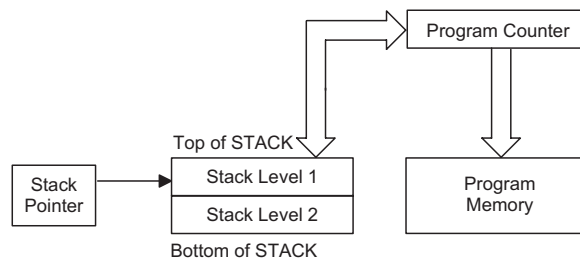 Program Counter
Top of STACK
Stack Level 1
Stack Level 2
Bottom of STACK
Stack
Pointer
Program
Memory